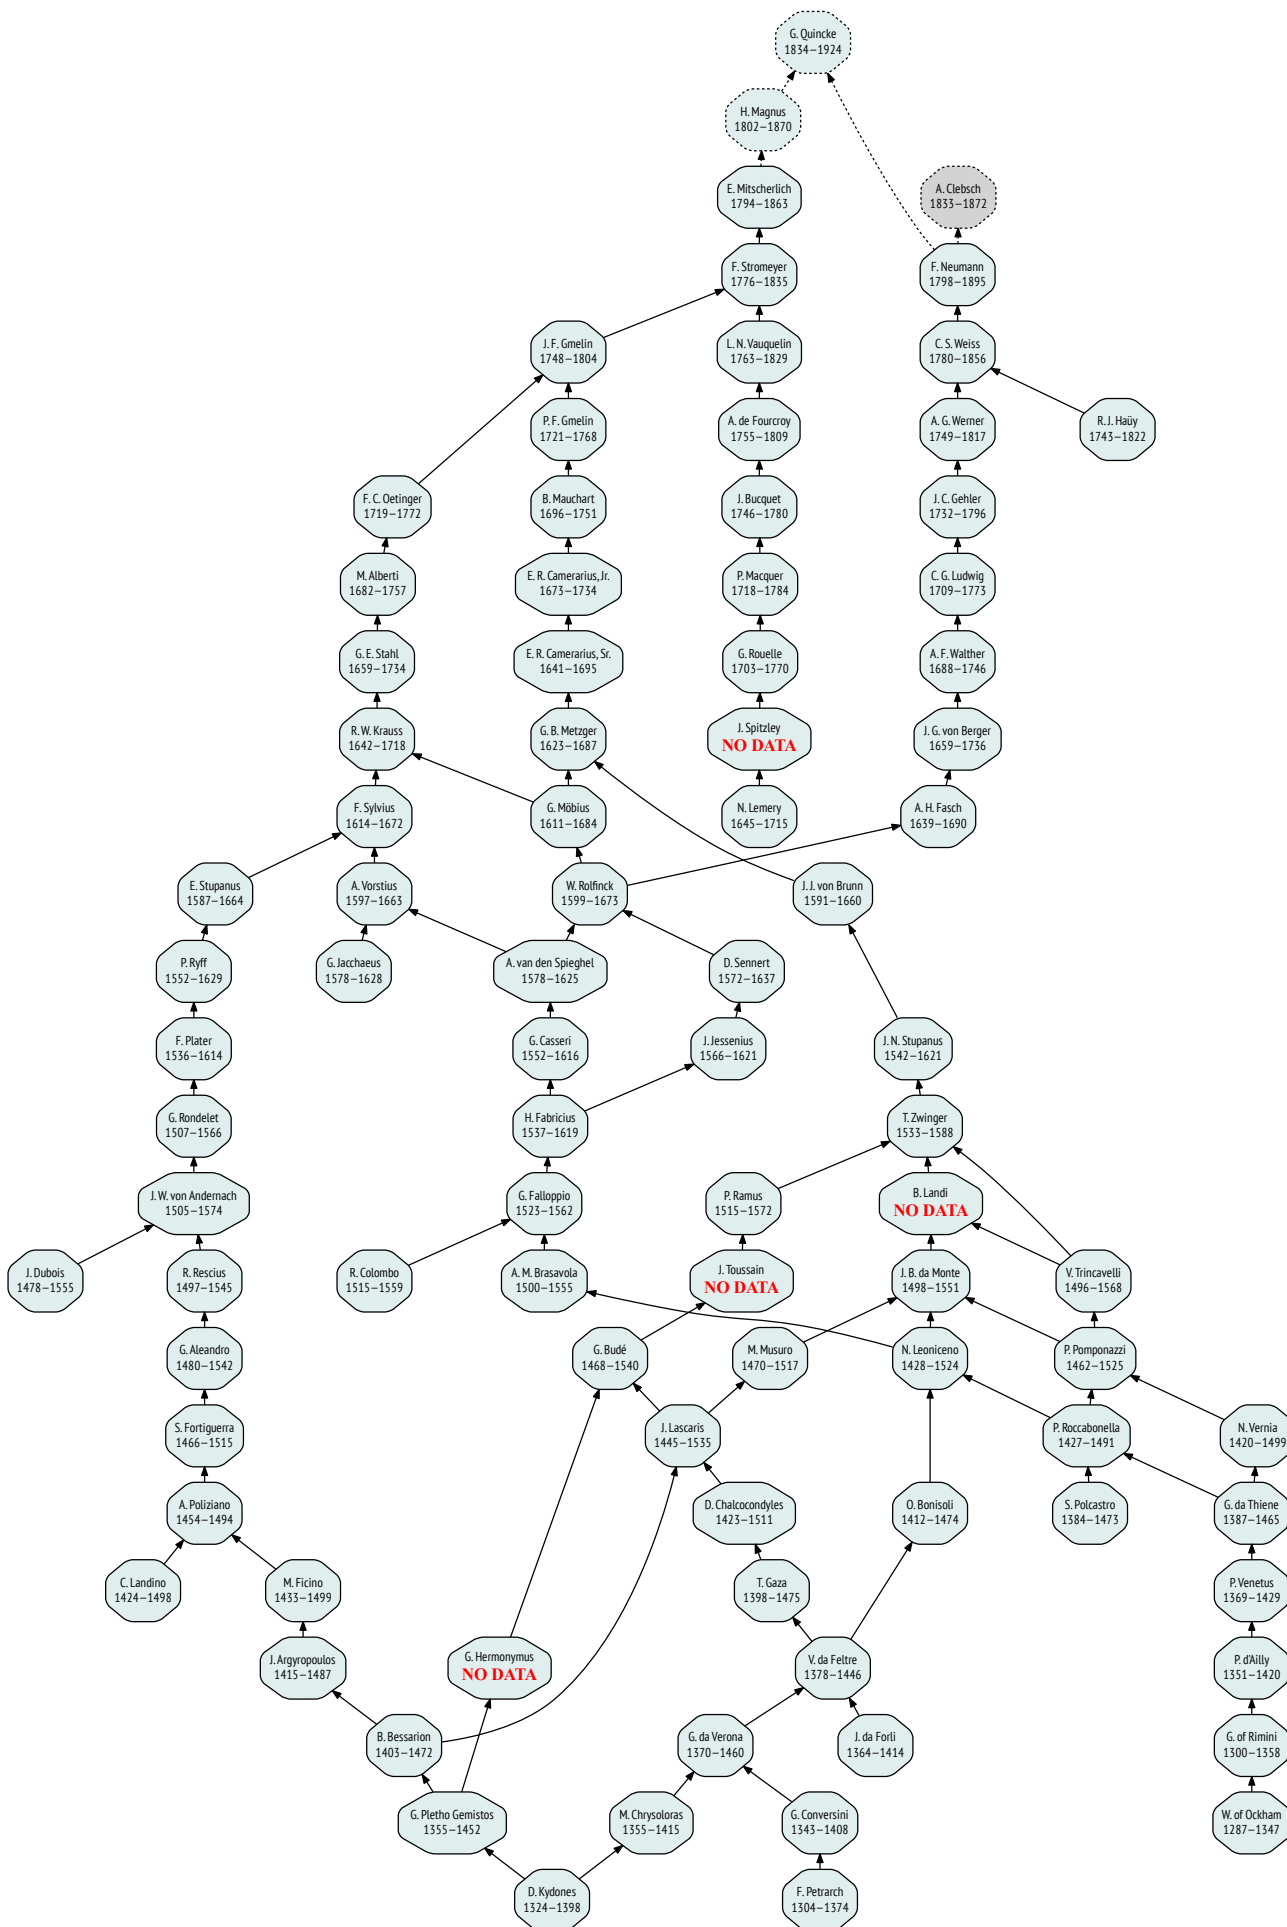 G. Quincke
1834–1924
H. Magnus
1802–1870
E. Mitscherlich
1794–1863
A. Clebsch
1833–1872
F. Stromeyer
1776–1835
F. Neumann
1798–1895
J. F. Gmelin
1748–1804
L. N. Vauquelin
1763–1829
C. S. Weiss
1780–1856
P. F. Gmelin
1721–1768
A. de Fourcroy
1755–1809
A. G. Werner
1749–1817
R. J. Haüy
1743–1822
F. C. Oetinger
1719–1772
B. Mauchart
1696–1751
J. Bucquet
1746–1780
J. C. Gehler
1732–1796
M. Alberti
1682–1757
E. R. Camerarius, Jr.
1673–1734
P. Macquer
1718–1784
C. G. Ludwig
1709–1773
G. E. Stahl
1659–1734
E. R. Camerarius, Sr.
1641–1695
G. Rouelle
1703–1770
A. F. Walther
1688–1746
R. W. Krauss
1642–1718
G. B. Metzger
1623–1687
J. Spitzley
NO DATA
J. G. von Berger
1659–1736
F. Sylvius
1614–1672
G. Möbius
1611–1684
N. Lemery
1645–1715
A. H. Fasch
1639–1690
E. Stupanus
1587–1664
A. Vorstius
1597–1663
W. Rolfinck
1599–1673
J. J. von Brunn
1591–1660
P. Ryff
1552–1629
G. Jacchaeus
1578–1628
A. van den Spieghel
1578–1625
D. Sennert
1572–1637
F. Plater
1536–1614
G. Casseri
1552–1616
J. Jessenius
1566–1621
J. N. Stupanus
1542–1621
G. Rondelet
1507–1566
H. Fabricius
1537–1619
T. Zwinger
1533–1588
J. W. von Andernach
1505–1574
G. Falloppio
1523–1562
P. Ramus
1515–1572
B. Landi
NO DATA
J. Dubois
1478–1555
R. Rescius
1497–1545
R. Colombo
1515–1559
A. M. Brasavola
1500–1555
J. Toussain
NO DATA
J. B. da Monte
1498–1551
V. Trincavelli
1496–1568
G. Aleandro
1480–1542
G. Budé
1468–1540
M. Musuro
1470–1517
N. Leoniceno
1428–1524
P. Pomponazzi
1462–1525
S. Fortiguerra
1466–1515
J. Lascaris
1445–1535
P. Roccabonella
1427–1491
N. Vernia
1420–1499
A. Poliziano
1454–1494
D. Chalcocondyles
1423–1511
O. Bonisoli
1412–1474
S. Polcastro
1384–1473
G. da Thiene
1387–1465
C. Landino
1424–1498
M. Ficino
1433–1499
T. Gaza
1398–1475
P. Venetus
1369–1429
J. Argyropoulos
1415–1487
G. Hermonymus
NO DATA
V. da Feltre
1378–1446
P. d'Ailly
1351–1420
B. Bessarion
1403–1472
G. da Verona
1370–1460
J. da Forli
1364–1414
G. of Rimini
1300–1358
G. Pletho Gemistos
1355–1452
M. Chrysoloras
1355–1415
G. Conversini
1343–1408
W. of Ockham
1287–1347
D. Kydones
1324–1398
F. Petrarch
1304–1374